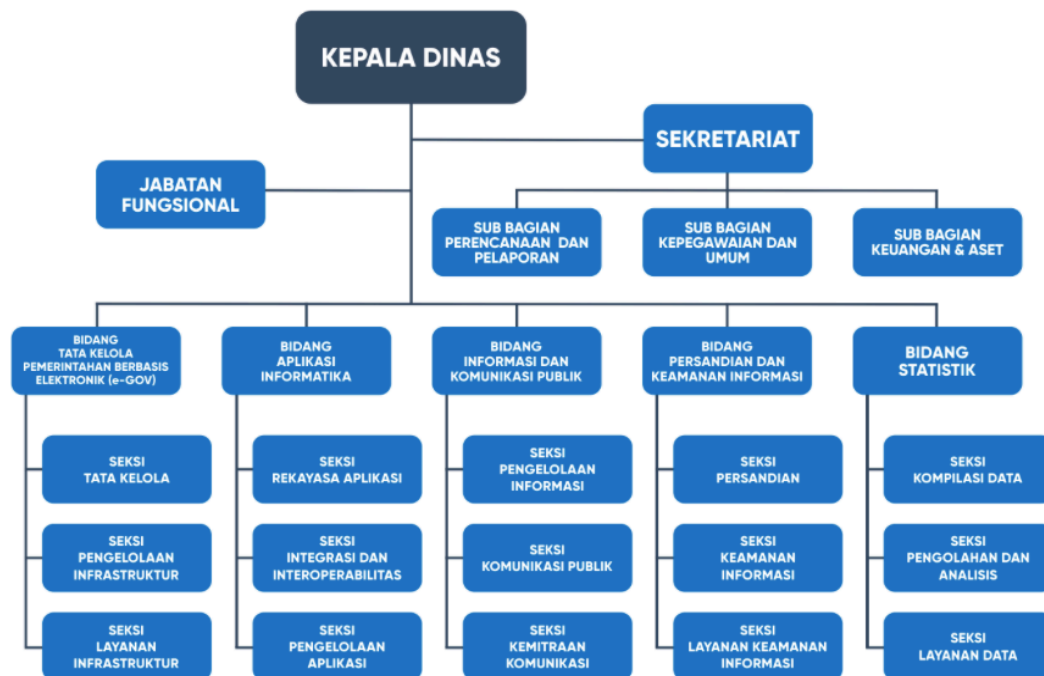 KEPALA DINAS
SEKRETARIAT
JABATAN
FUNGSIONAL
SUB BAGIAN
PERENCANAAN DAN
PELAPORAN
SUB BAGIAN
KEPEGAWAIAN DAN
UMUM
SUB BAGIAN
KEUANGAN & ASET
BIDANG
TATA KELOLA
PEMERINTAHAN BERBASIS
ELEKTRONIK (e-GOV)
BIDANG
APLIKASI
INFORMATIKA
BIDANG
INFORMASI DAN
KOMUNIKASI PUBLIK
BIDANG
PERSANDIAN DAN
KEAMANAN INFORMASI
BIDANG
STATISTIK
SEKSI
TATA KELOLA
SEKSI
REKAYASA APLIKASI
SEKSI
PENGELOLAAN
INFORMASI
SEKSI
PERSANDIAN
SEKSI
KOMPILASI DATA
SEKSI
PENGELOLAAN
INFRASTRUKTUR
SEKSI
INTEGRASI DAN
INTEROPERABILITAS
SEKSI
KOMUNIKASI PUBLIK
SEKSI
KEAMANAN
INFORMASI
SEKSI
PENGOLAHAN DAN
ANALISIS
SEKSI
LAYANAN
INFRASTRUKTUR
SEKSI
PENGELOLAAN
APLIKASI
SEKSI
KEMITRAAN
KOMUNIKASI
SEKSI
LAYANAN KEAMANAN
INFORMASI
SEKSI
LAYANAN DATA